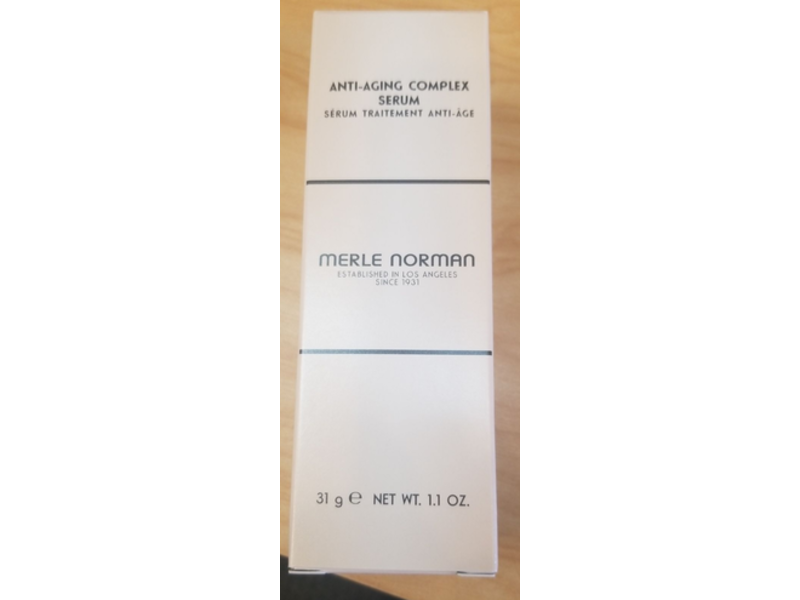 ANTI-AGING COMPLEX
SERUM
SÉRUM TRAITEMENT ANTI-ÂGE
MERLE NORMAN
ESTABLISHED IN LOS ANGELES
SINCE 1931
31 g ℮ NET WT. 1.1 OZ.